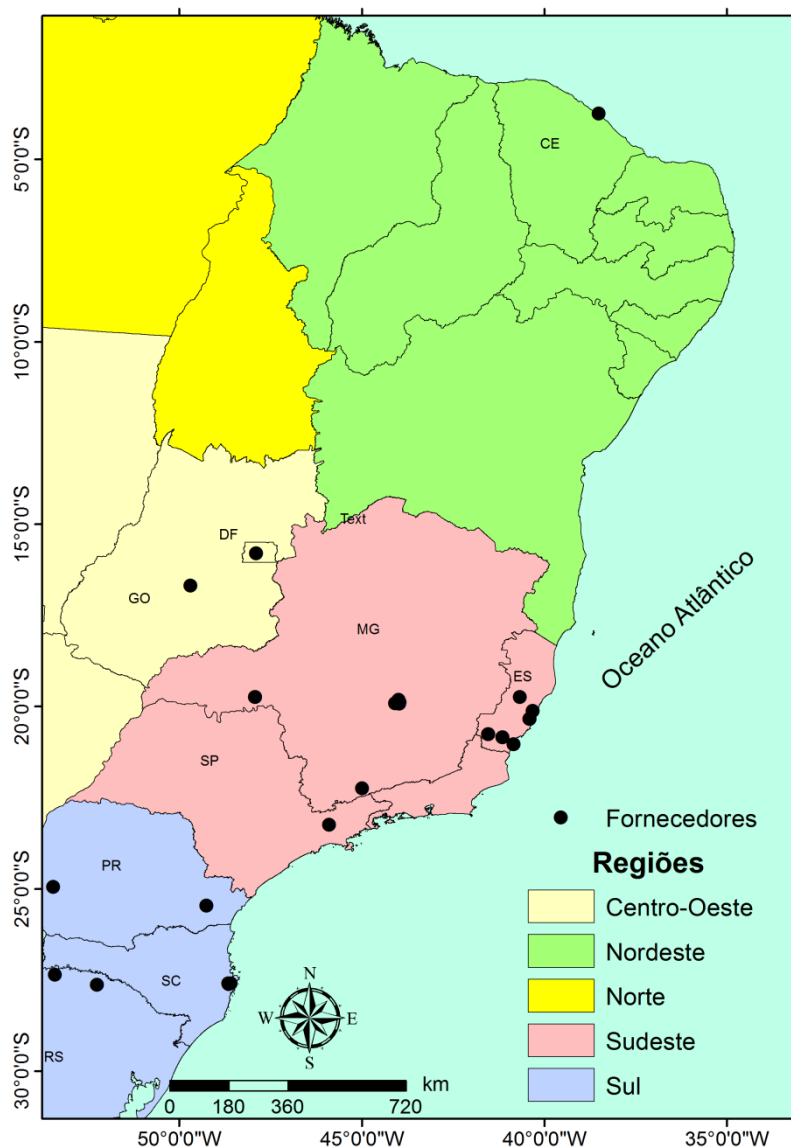 5°0'0"S
10°0'0"S
15°0'0"S
20°0'0"S
25°0'0"S
30°0'0"S
CE
Text
DF
GO
MG
ES
SP
PR
SC
RS
Oceano Atlântico
Fornecedores
Regiões
Centro-Oeste
Nordeste
Norte
Sudeste
Sul
N
W E
S
km
0 180 360 720
50°0'0"W 45°0'0"W 40°0'0"W 35°0'0"W